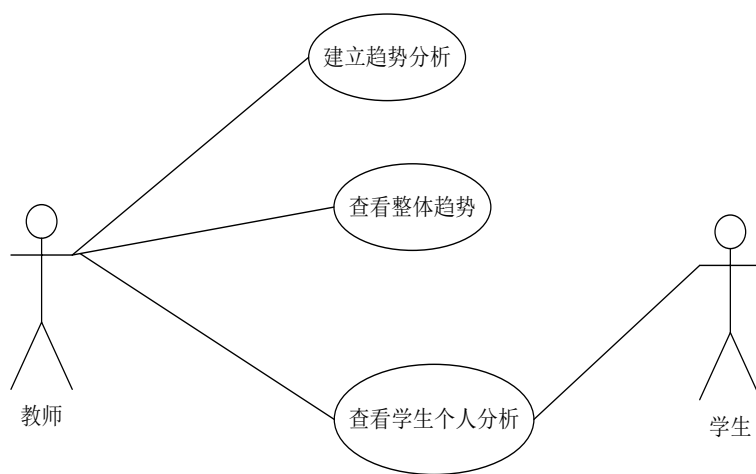 建立趋势分析
查看整体趋势
查看学生个人分析
教师
学生